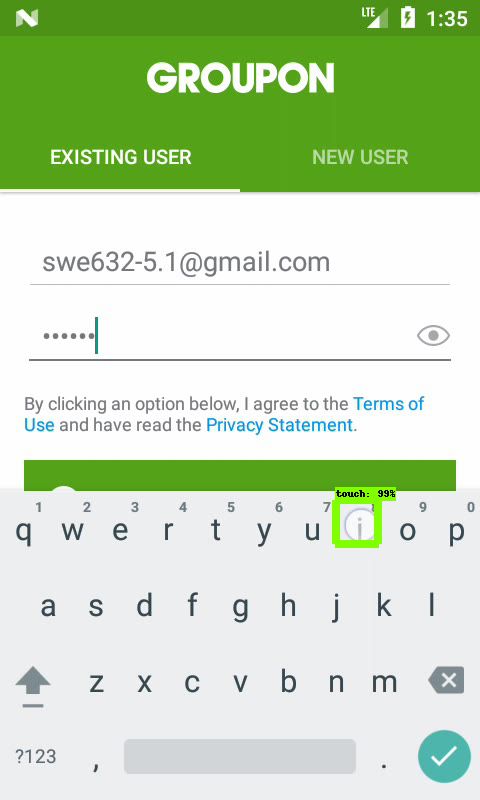 LTE 1:35
GROUPON
EXISTING USER NEW USER
swe632-5.1@gmail.com
••••••
By clicking an option below, I agree to the Terms of
Use and have read the Privacy Statement.
touch: 99%
1 2 3 4 5 6 7 8 9 0
q w e r t y u i o p
a s d f g h j k l
z x c v b n m
?123 , .